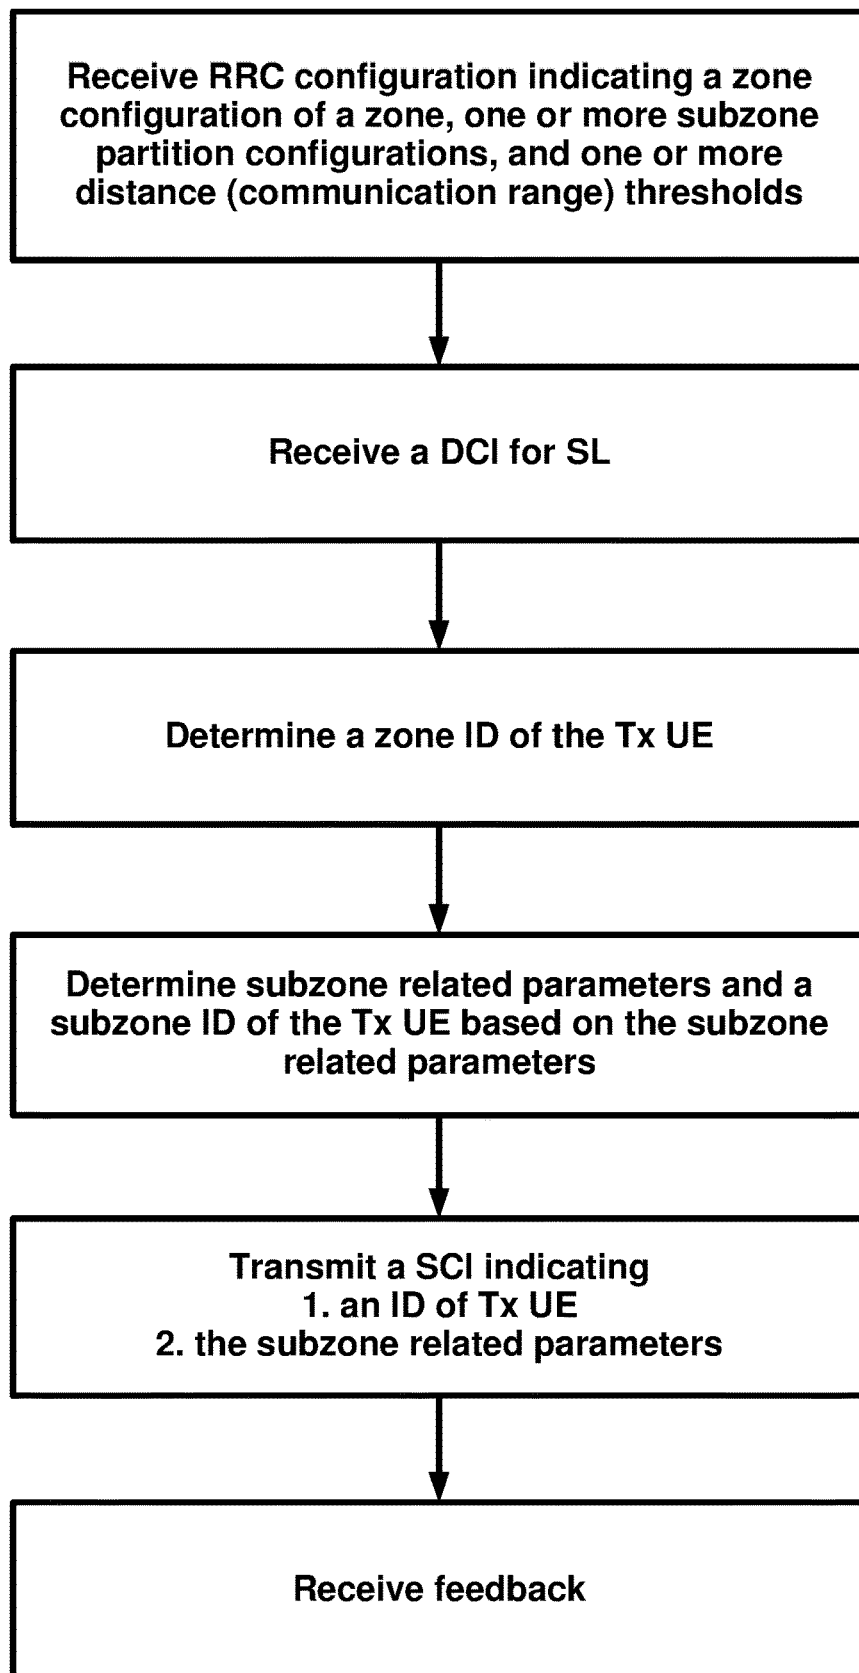 Receive RRC configuration indicating a zone
configuration of a zone, one or more subzone
partition configurations, and one or more
distance (communication range) thresholds
Receive a DCI for SL
Determine a zone ID of the Tx UE
Determine subzone related parameters and a
subzone ID of the Tx UE based on the subzone
related parameters
Transmit a SCI indicating
1. an ID of Tx UE
2. the subzone related parameters
Receive feedback